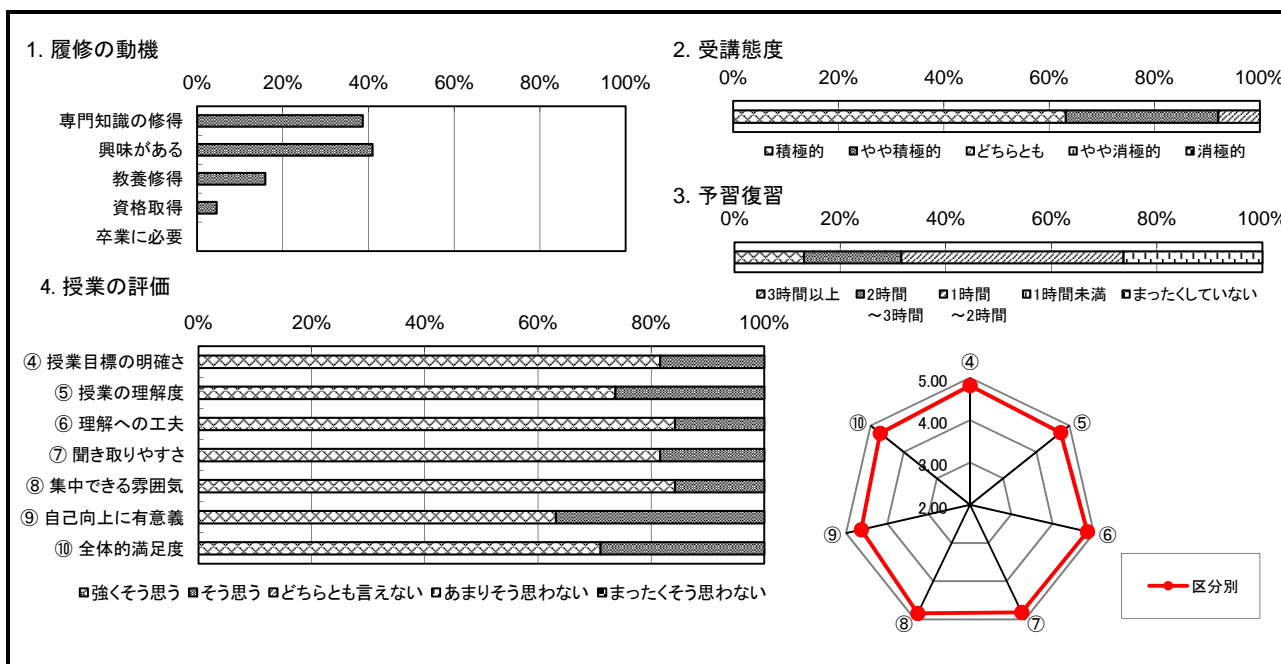 1. 履修の動機
0% 20% 40% 60% 80% 100%
専門知識の修得
興味がある
教養修得
資格取得
卒業に必要
2. 受講態度
0% 20% 40% 60% 80% 100%
積極的 やや積極的 どちらとも やや消極的 消極的
3. 予習復習
0% 20% 40% 60% 80% 100%
3時間以上 2時間 1時間 1時間未満 まったくしていない
～3時間 ～2時間
4. 授業の評価
0% 20% 40% 60% 80% 100%
④ 授業目標の明確さ
⑤ 授業の理解度
⑥ 理解への工夫
⑦ 聞き取りやすさ
⑧ 集中できる雰囲気
⑨ 自己向上に有意義
⑩ 全体的満足度
強くそう思う そう思う どちらとも言えない あまりそう思わない まったくそう思わない
④
5.00
⑩ ⑤
4.00
3.00
2.00
⑨ ⑥
⑧ ⑦
区分別